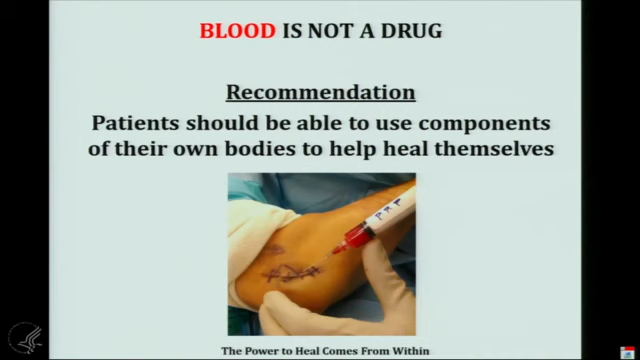 BLOOD IS NOT A DRUG
Recommendation
Patients should be able to use components
of their own bodies to help heal themselves
PRP
The Power to Heal Comes From Within